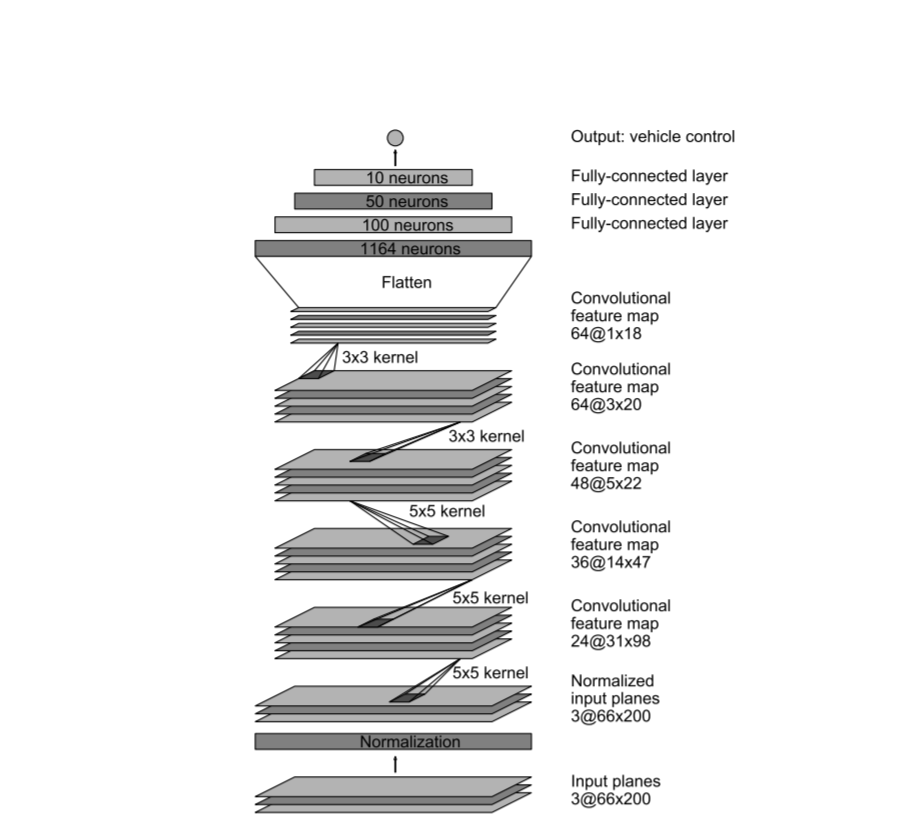 Output: vehicle control
10 neurons
Fully-connected layer
50 neurons
Fully-connected layer
100 neurons
Fully-connected layer
1164 neurons
Flatten
Convolutional
feature map
64@1x18
3x3 kernel
Convolutional
feature map
64@3x20
3x3 kernel
Convolutional
feature map
48@5x22
5x5 kernel
Convolutional
feature map
36@14x47
5x5 kernel
Convolutional
feature map
24@31x98
5x5 kernel
Normalized
input planes
3@66x200
Normalization
Input planes
3@66x200